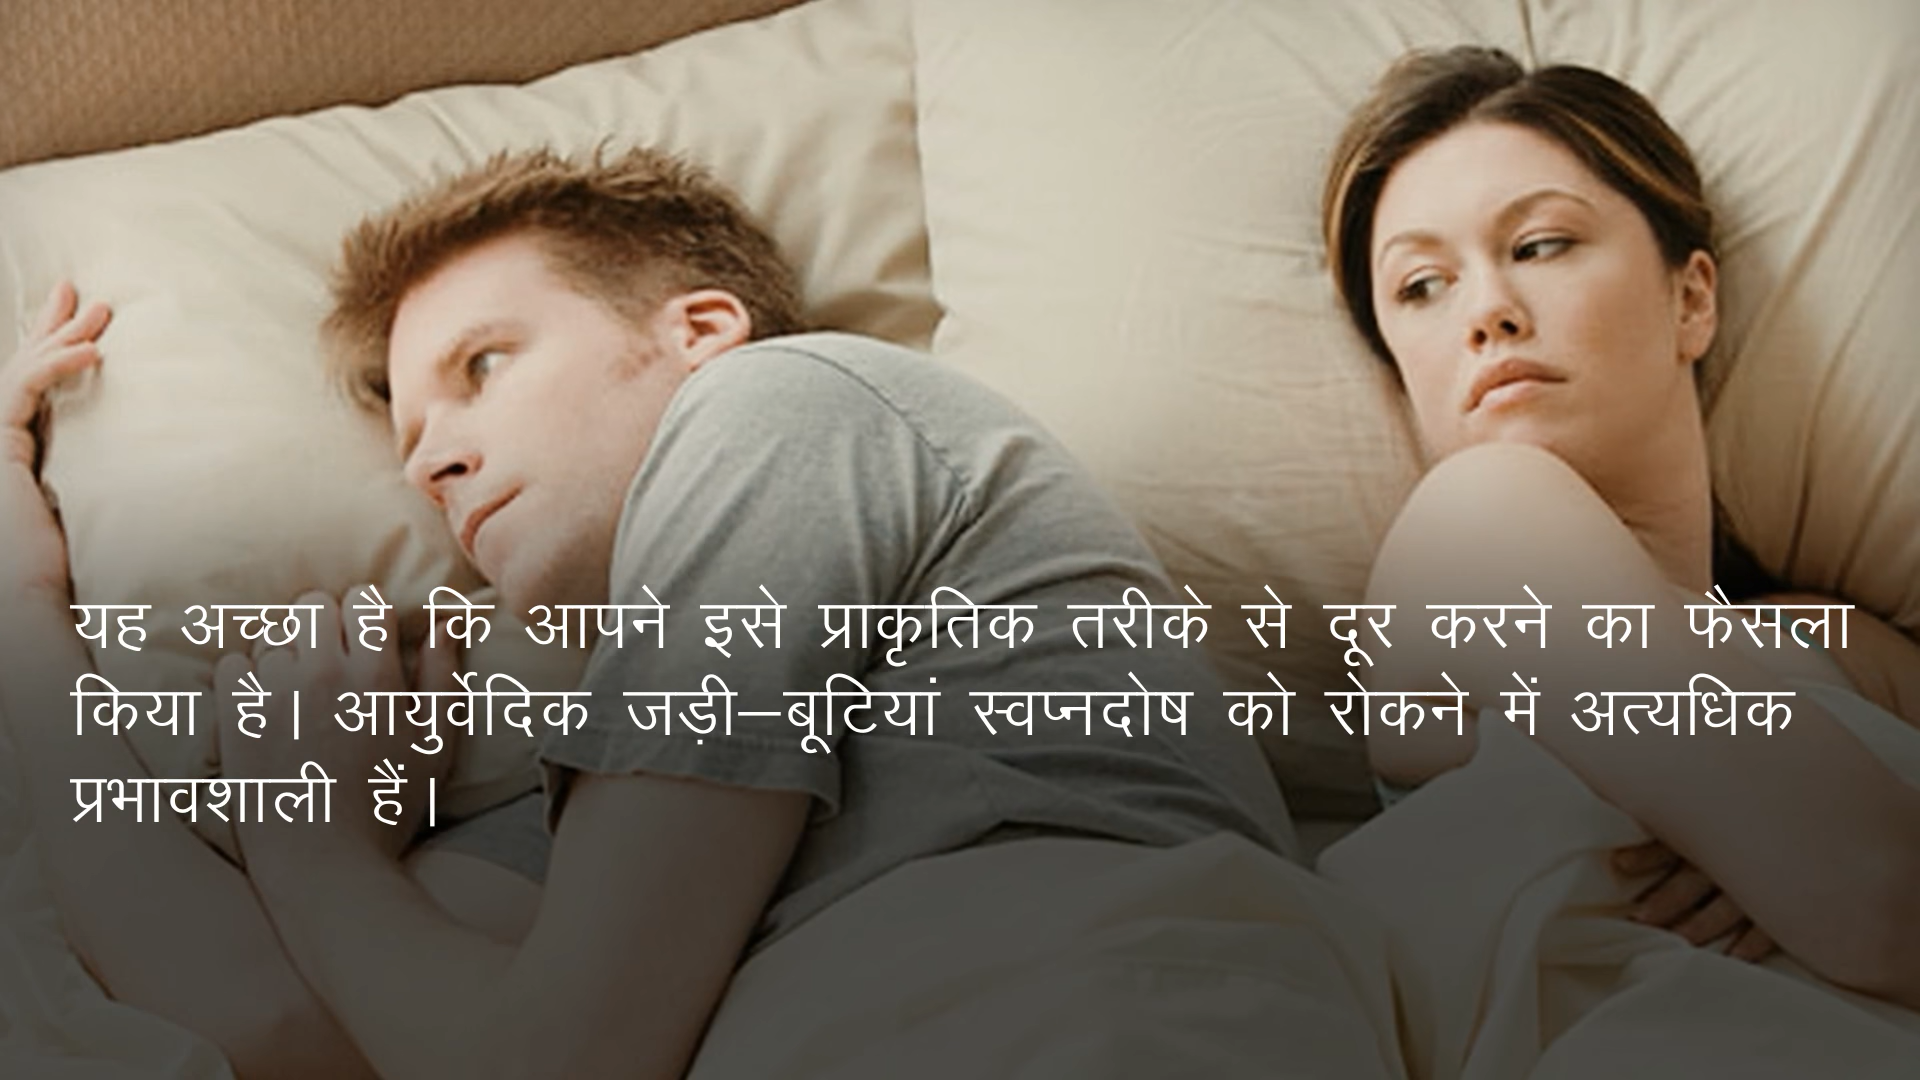 यह अच्छा है कि आपने इसे प्राकृतिक तरीके से दूर करने का फैसला
किया है। आयुर्वेदिक जड़ी–बूटियां स्वप्नदोष को रोकने में अत्यधिक
प्रभावशाली हैं।